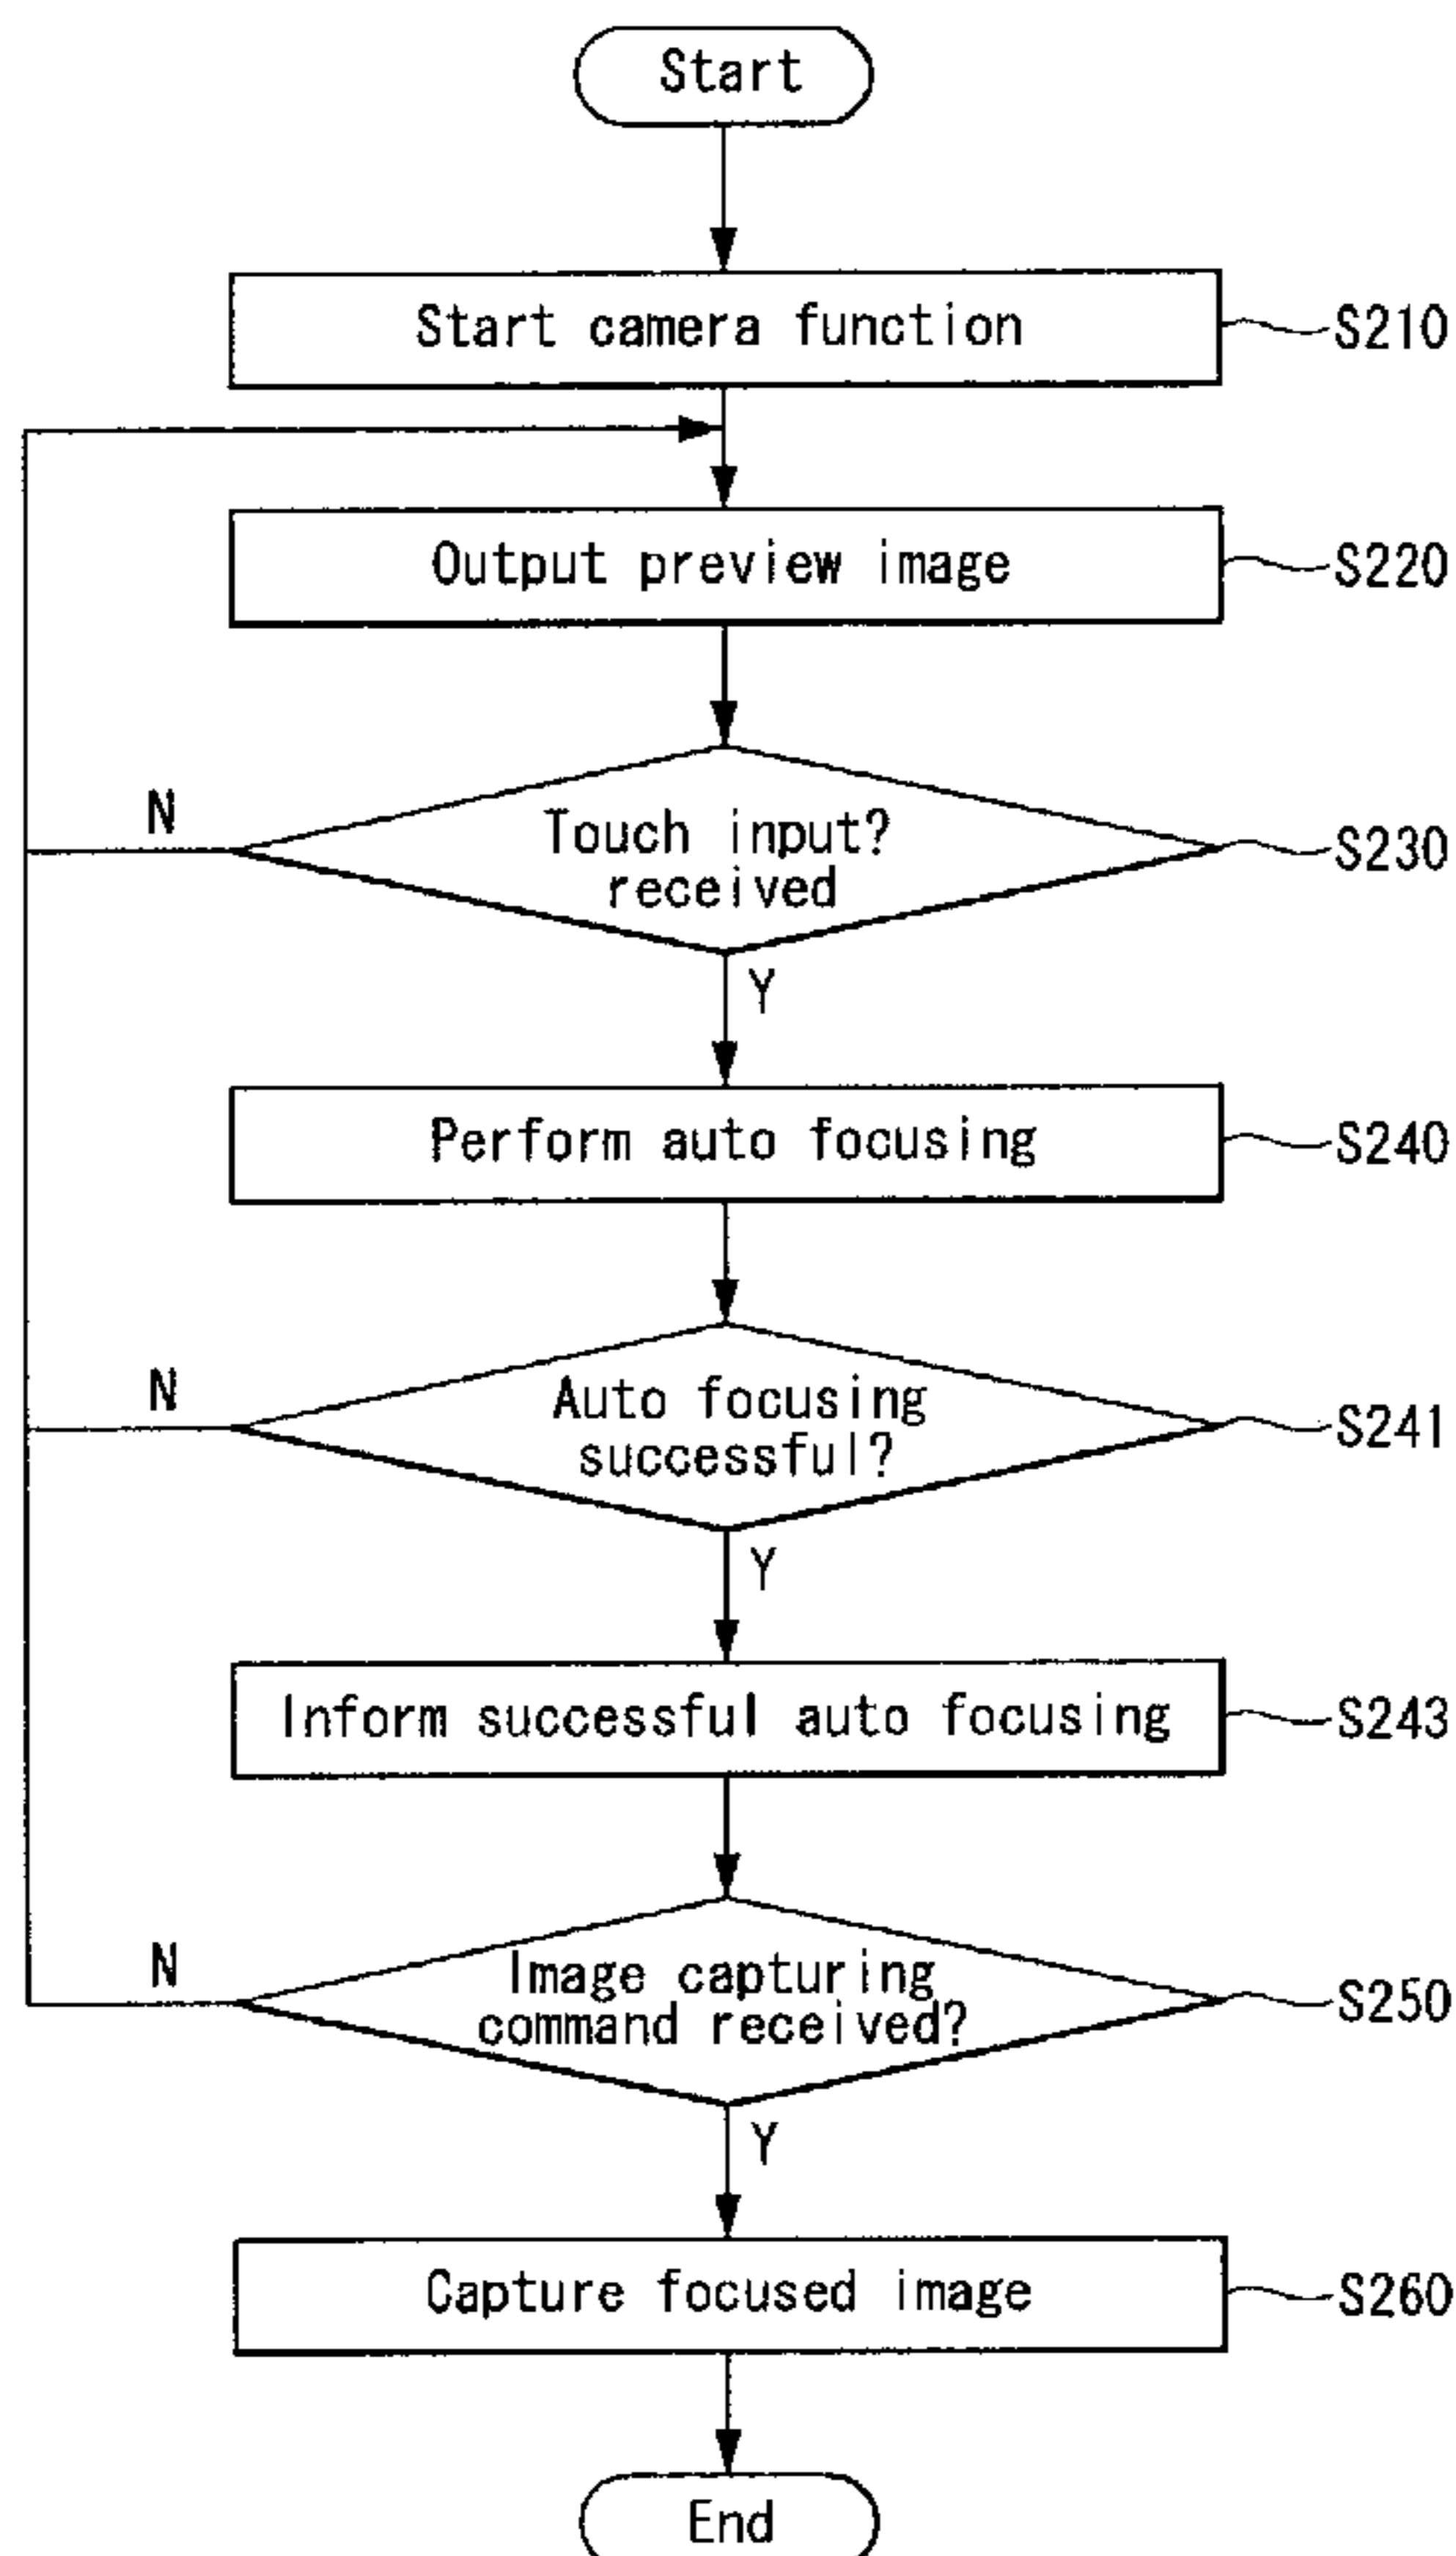 Start
Start camera function
S210
Output preview image
S220
N
Touch input?
received
S230
Y
Perform auto focusing
S240
N
Auto focusing
successful?
S241
Y
Inform successful auto focusing
S243
N
Image capturing
command received?
S250
Y
Capture focused image
S260
End